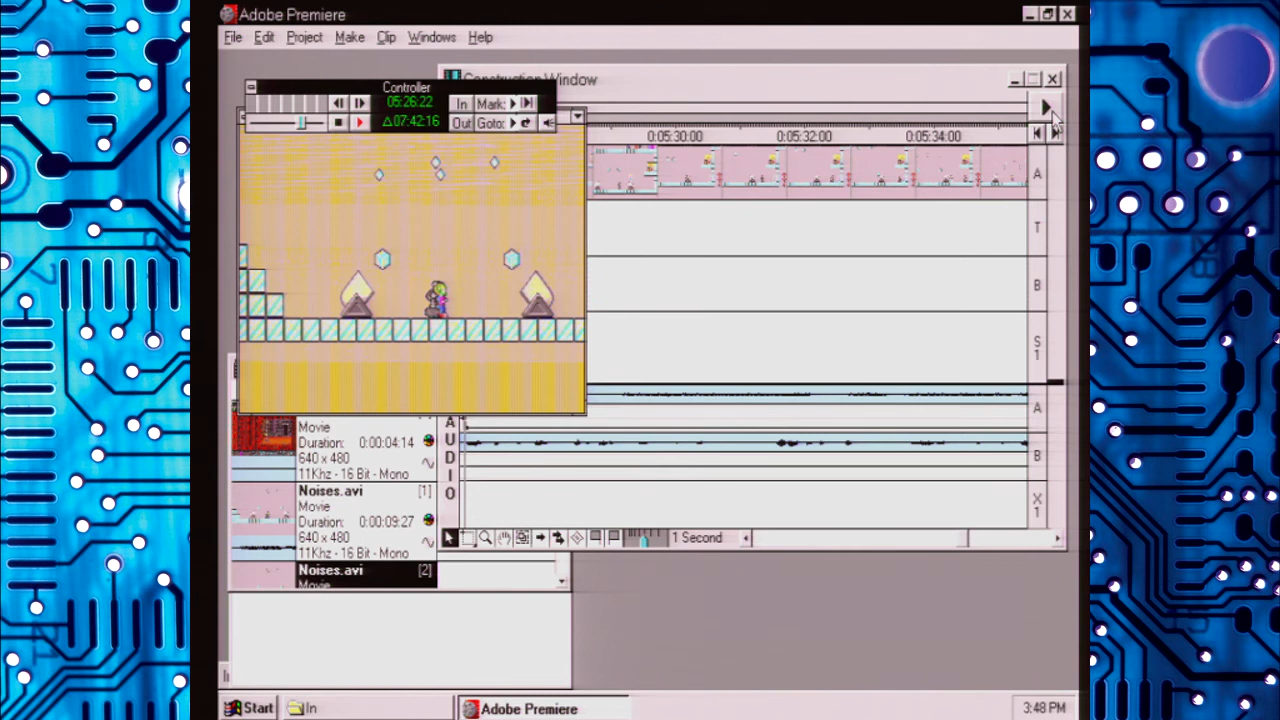 Adobe Premiere
File Edit Project Make Clip Windows Help
Construction Window
Controller
05:26:22
In Mark:
Δ07:42:16
Out Goto:
0:05:30:00 0:05:32:00 0:05:34:00
A
T
B
S
1
A
B
X
1
A
U
D
I
O
Movie
Duration: 0:00:04:14
640 x 480
11Khz - 16 Bit - Mono
Noises.avi [1]
Movie
Duration: 0:00:09:27
640 x 480
11Khz - 16 Bit - Mono
Noises.avi [2]
Movie
1 Second
Start In Adobe Premiere 3:48 PM